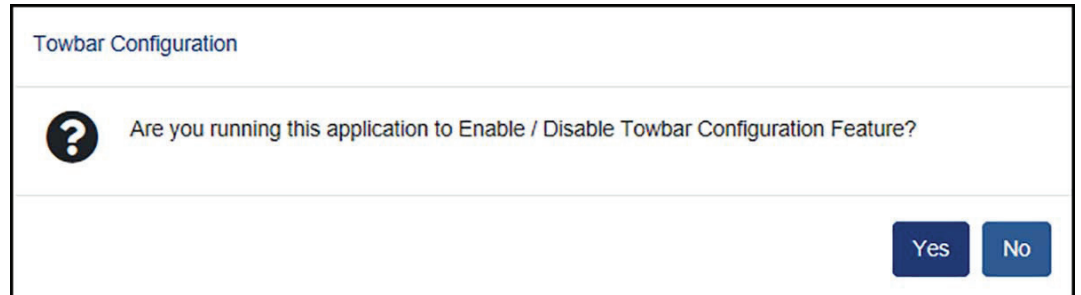 Towbar Configuration
Are you running this application to Enable / Disable Towbar Configuration Feature?
Yes No